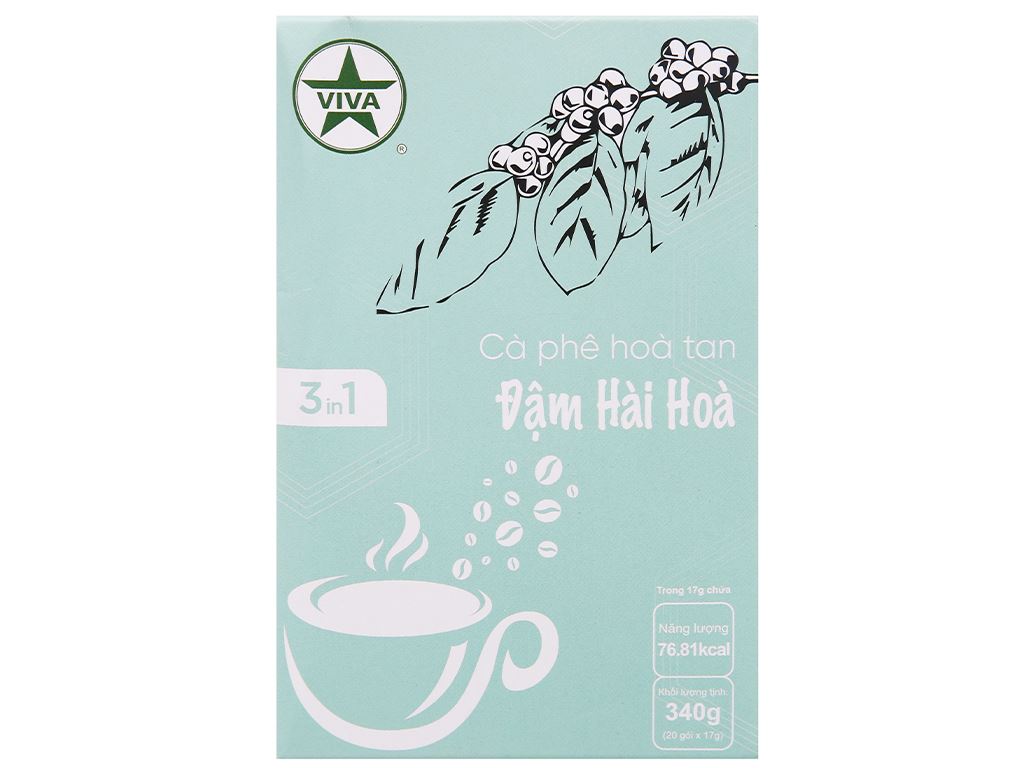 VIVA
®
Cà phê hoà tan
3in1
Đậm Hài Hoà
Trong 17g chứa
Năng lượng
76.81kcal
Khối lượng tịnh:
340g
(20 gói x 17g)